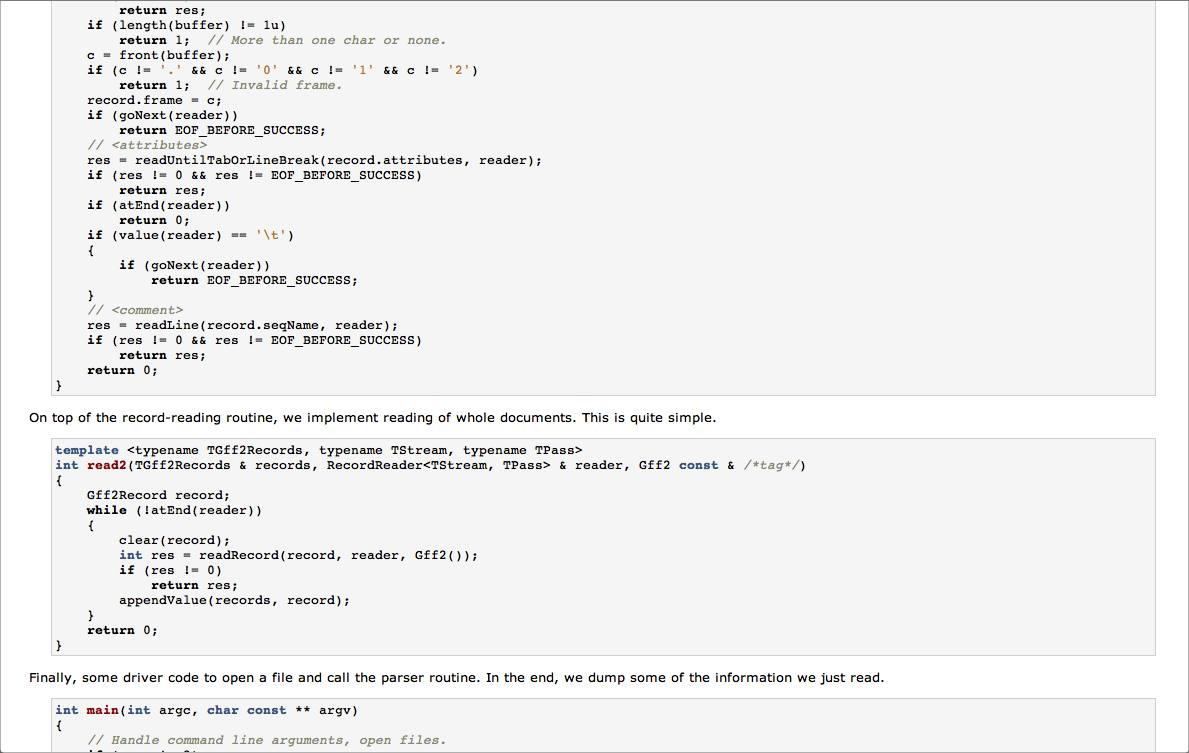 return res;
    if (length(buffer) != 1u)
        return 1;  // More than one char or none.
    c = front(buffer);
    if (c != '.' && c != '0' && c != '1' && c != '2')
        return 1;  // Invalid frame.
    record.frame = c;
    if (goNext(reader))
        return EOF_BEFORE_SUCCESS;
    // <attributes>
    res = readUntilTabOrLineBreak(record.attributes, reader);
    if (res != 0 && res != EOF_BEFORE_SUCCESS)
        return res;
    if (atEnd(reader))
        return 0;
    if (value(reader) == '\t')
    {
        if (goNext(reader))
            return EOF_BEFORE_SUCCESS;
    }
    // <comment>
    res = readLine(record.seqName, reader);
    if (res != 0 && res != EOF_BEFORE_SUCCESS)
        return res;
    return 0;
}
On top of the record-reading routine, we implement reading of whole documents. This is quite simple.
template <typename TGff2Records, typename TStream, typename TPass>
int read2(TGff2Records & records, RecordReader<TStream, TPass> & reader, Gff2 const & /*tag*/)
{
    Gff2Record record;
    while (!atEnd(reader))
    {
        clear(record);
        int res = readRecord(record, reader, Gff2());
        if (res != 0)
            return res;
        appendValue(records, record);
    }
    return 0;
}
Finally, some driver code to open a file and call the parser routine. In the end, we dump some of the information we just read.
int main(int argc, char const ** argv)
{
    // Handle command line arguments, open files.